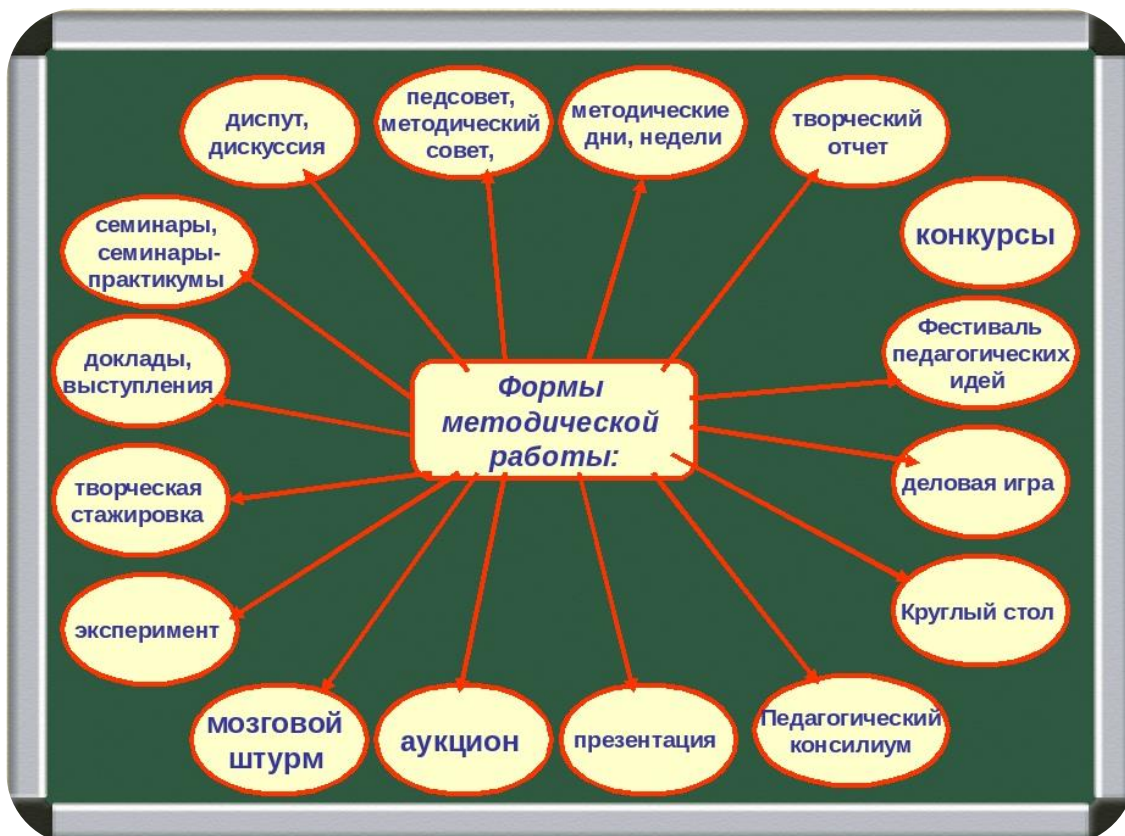 диспут,
дискуссия
педсовет,
методический
совет,
методические
дни, недели
творческий
отчет
конкурсы
семинары,
семинары-
практикумы
Фестиваль
педагогических
идей
доклады,
выступления
Формы
методической
работы:
творческая
стажировка
деловая игра
эксперимент
Круглый стол
мозговой
штурм
аукцион
презентация
Педагогический
консилиум